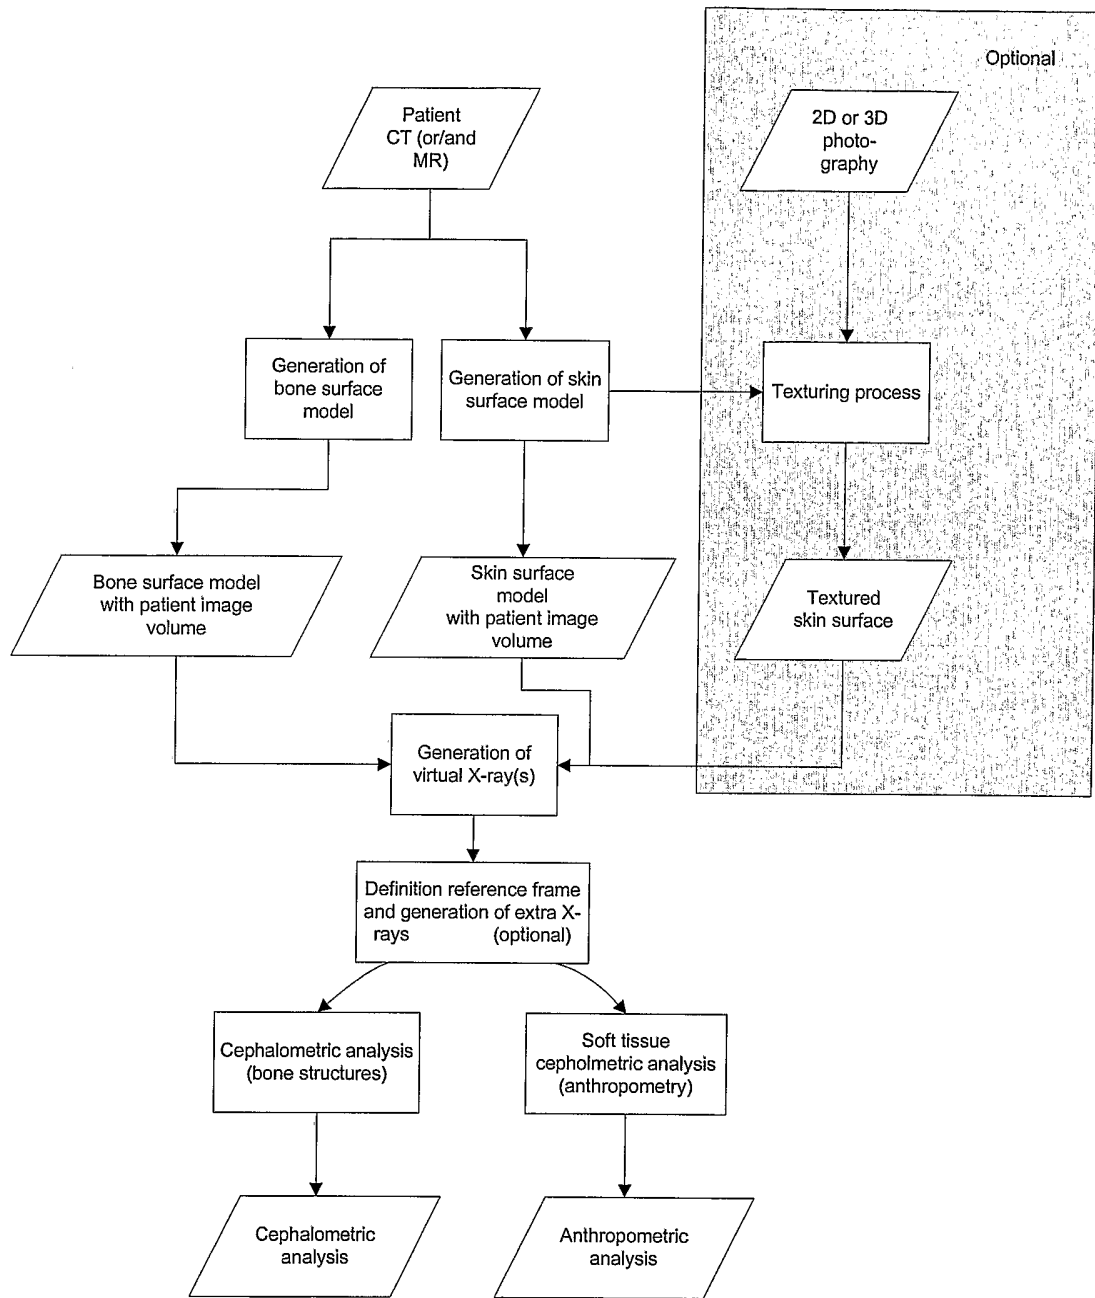 Optional
Patient
CT (or/and
MR)
2D or 3D
photo-
graphy
Generation of
bone surface
model
Generation of skin
surface model
Texturing process
Bone surface model
with patient image
volume
Skin surface
model
with patient image
volume
Textured
skin surface
Generation of
virtual X-ray(s)
Definition reference frame
and generation of extra X-
rays (optional)
Cephalometric analysis
(bone structures)
Soft tissue
cepholmetric analysis
(anthropometry)
Cephalometric
analysis
Anthropometric
analysis